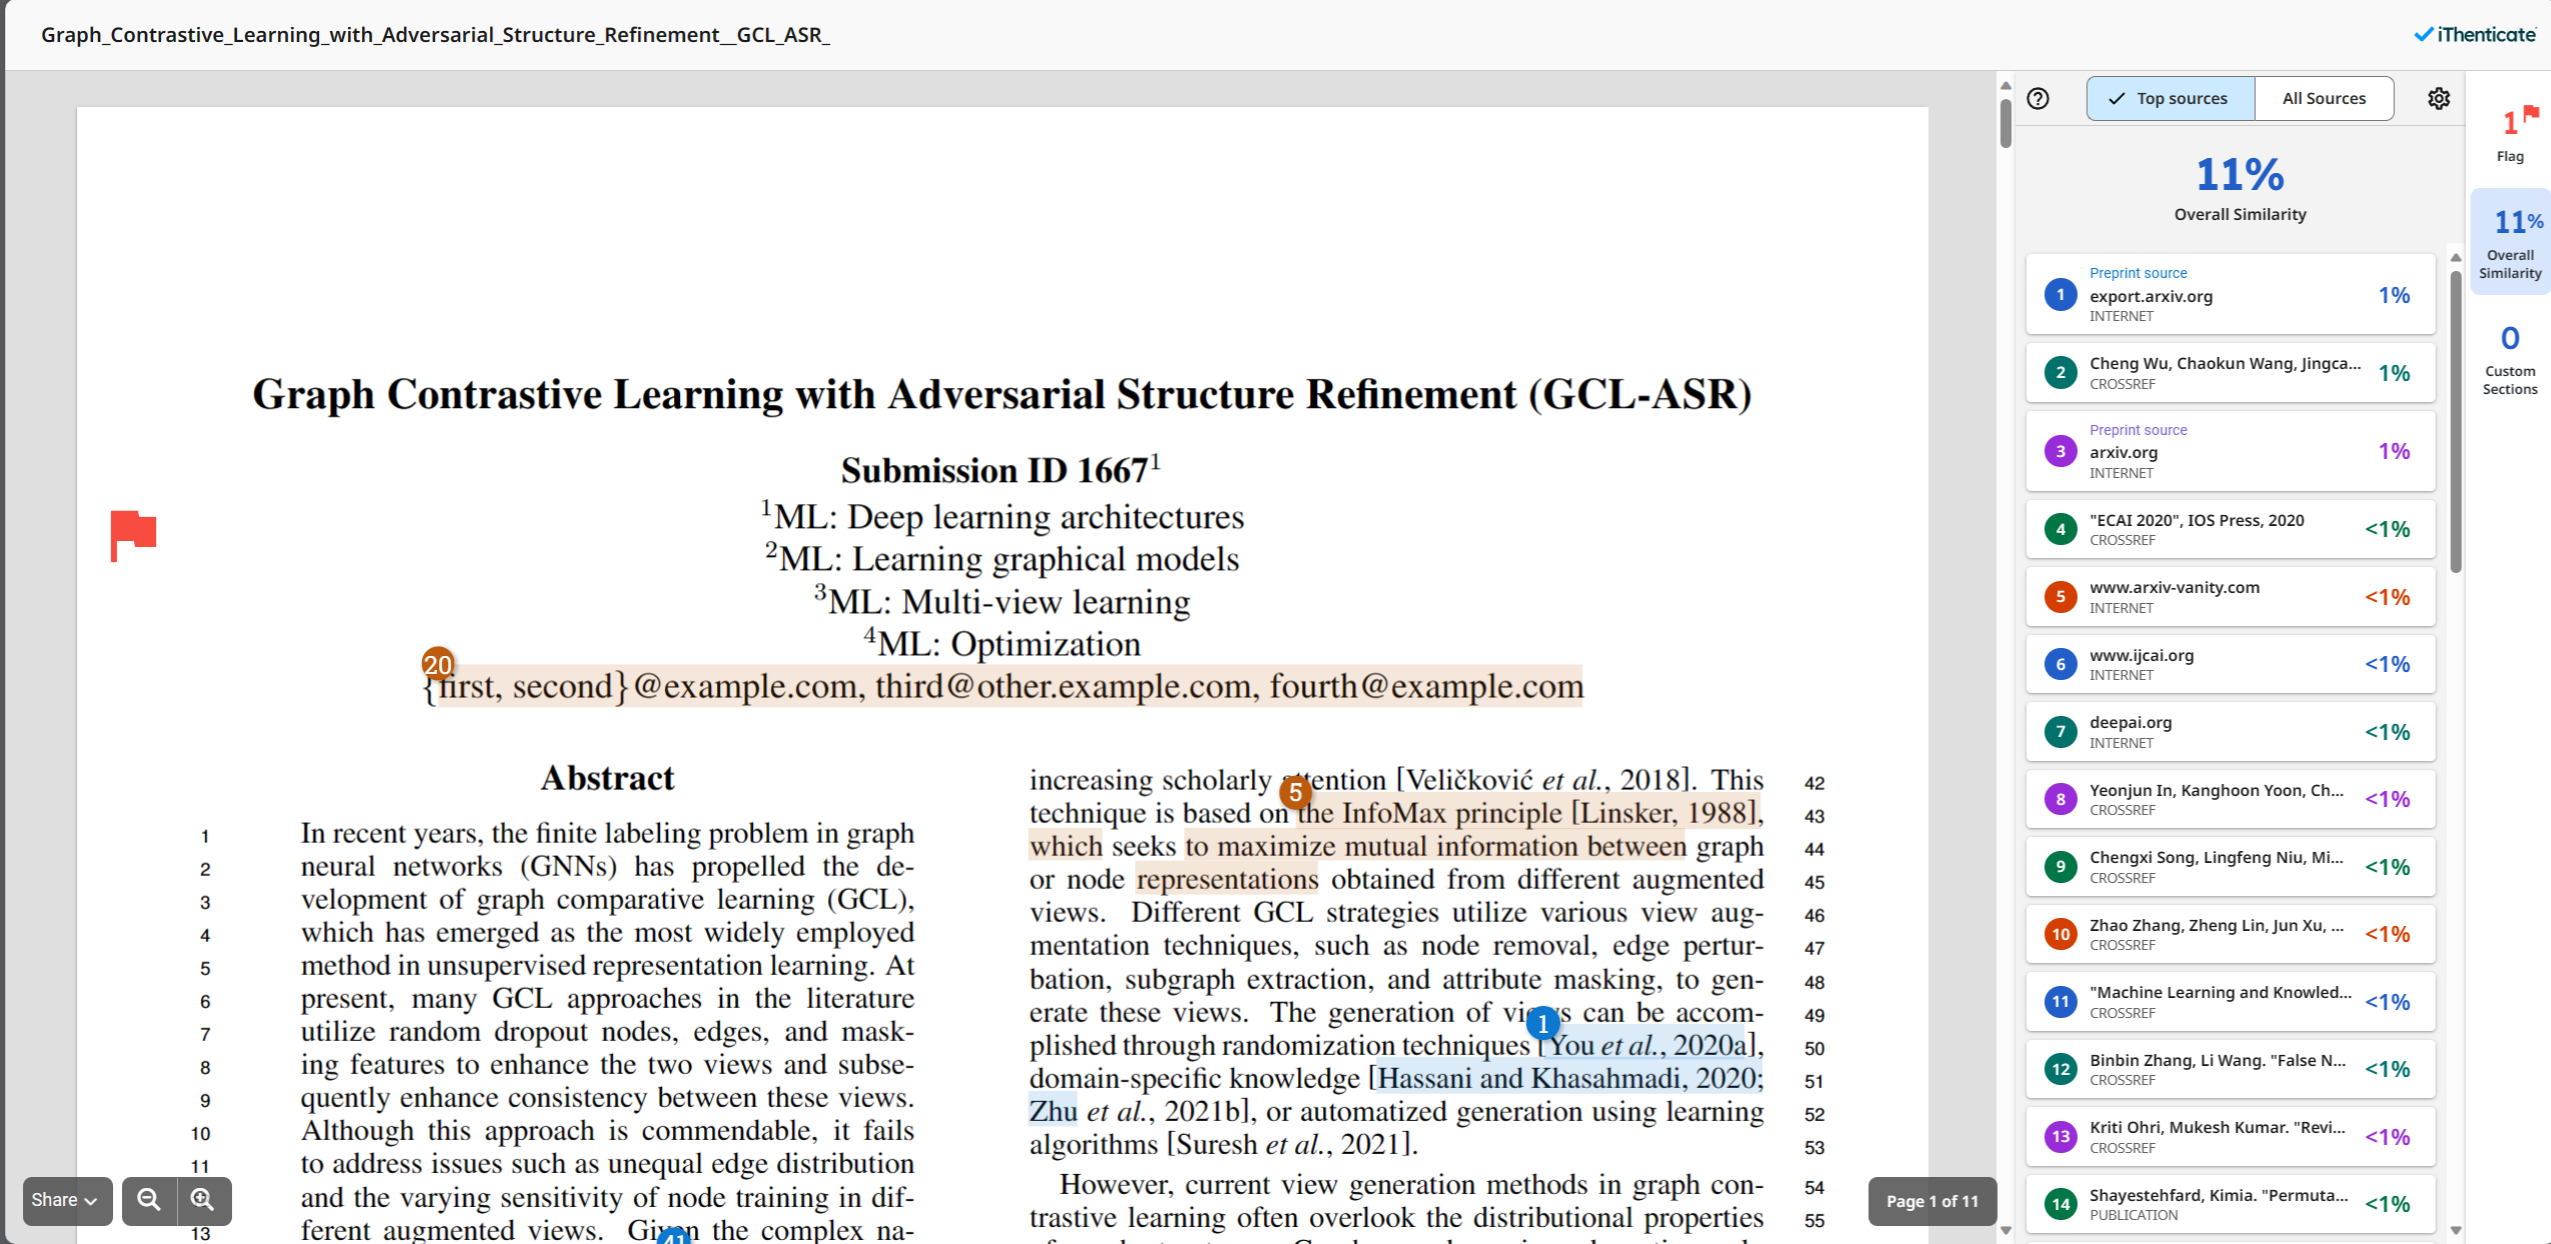 Graph_Contrastive_Learning_with_Adversarial_Structure_Refinement__GCL_ASR_
iThenticate
Graph Contrastive Learning with Adversarial Structure Refinement (GCL-ASR)
Submission ID 1667¹
¹ML: Deep learning architectures
²ML: Learning graphical models
³ML: Multi-view learning
⁴ML: Optimization
20
{first, second}@example.com, third@other.example.com, fourth@example.com
Abstract
1 In recent years, the finite labeling problem in graph
2 neural networks (GNNs) has propelled the de-
3 velopment of graph comparative learning (GCL),
4 which has emerged as the most widely employed
5 method in unsupervised representation learning. At
6 present, many GCL approaches in the literature
7 utilize random dropout nodes, edges, and mask-
8 ing features to enhance the two views and subse-
9 quently enhance consistency between these views.
10 Although this approach is commendable, it fails
11 to address issues such as unequal edge distribution
and the varying sensitivity of node training in dif-
13 ferent augmented views. Given the complex na-
41
increasing scholarly attention [Veličković et al., 2018]. This 42
5
technique is based on the InfoMax principle [Linsker, 1988], 43
which seeks to maximize mutual information between graph 44
or node representations obtained from different augmented 45
views. Different GCL strategies utilize various view aug- 46
mentation techniques, such as node removal, edge pertur- 47
bation, subgraph extraction, and attribute masking, to gen- 48
erate these views. The generation of views can be accom- 49
1
plished through randomization techniques [You et al., 2020a], 50
domain-specific knowledge [Hassani and Khasahmadi, 2020; 51
Zhu et al., 2021b], or automatized generation using learning 52
algorithms [Suresh et al., 2021]. 53
However, current view generation methods in graph con- 54
trastive learning often overlook the distributional properties 55
Share
Page 1 of 11
Top sources
All Sources
11%
Overall Similarity
1
Preprint source
export.arxiv.org
INTERNET
1%
2
Cheng Wu, Chaokun Wang, Jingca...
CROSSREF
1%
3
Preprint source
arxiv.org
INTERNET
1%
4
"ECAI 2020", IOS Press, 2020
CROSSREF
<1%
5
www.arxiv-vanity.com
INTERNET
<1%
6
www.ijcai.org
INTERNET
<1%
7
deepai.org
INTERNET
<1%
8
Yeonjun In, Kanghoon Yoon, Ch...
CROSSREF
<1%
9
Chengxi Song, Lingfeng Niu, Mi...
CROSSREF
<1%
10
Zhao Zhang, Zheng Lin, Jun Xu, ...
CROSSREF
<1%
11
"Machine Learning and Knowled...
CROSSREF
<1%
12
Binbin Zhang, Li Wang. "False N...
CROSSREF
<1%
13
Kriti Ohri, Mukesh Kumar. "Revi...
CROSSREF
<1%
14
Shayestehfard, Kimia. "Permuta...
PUBLICATION
<1%
1
Flag
11%
Overall
Similarity
0
Custom
Sections